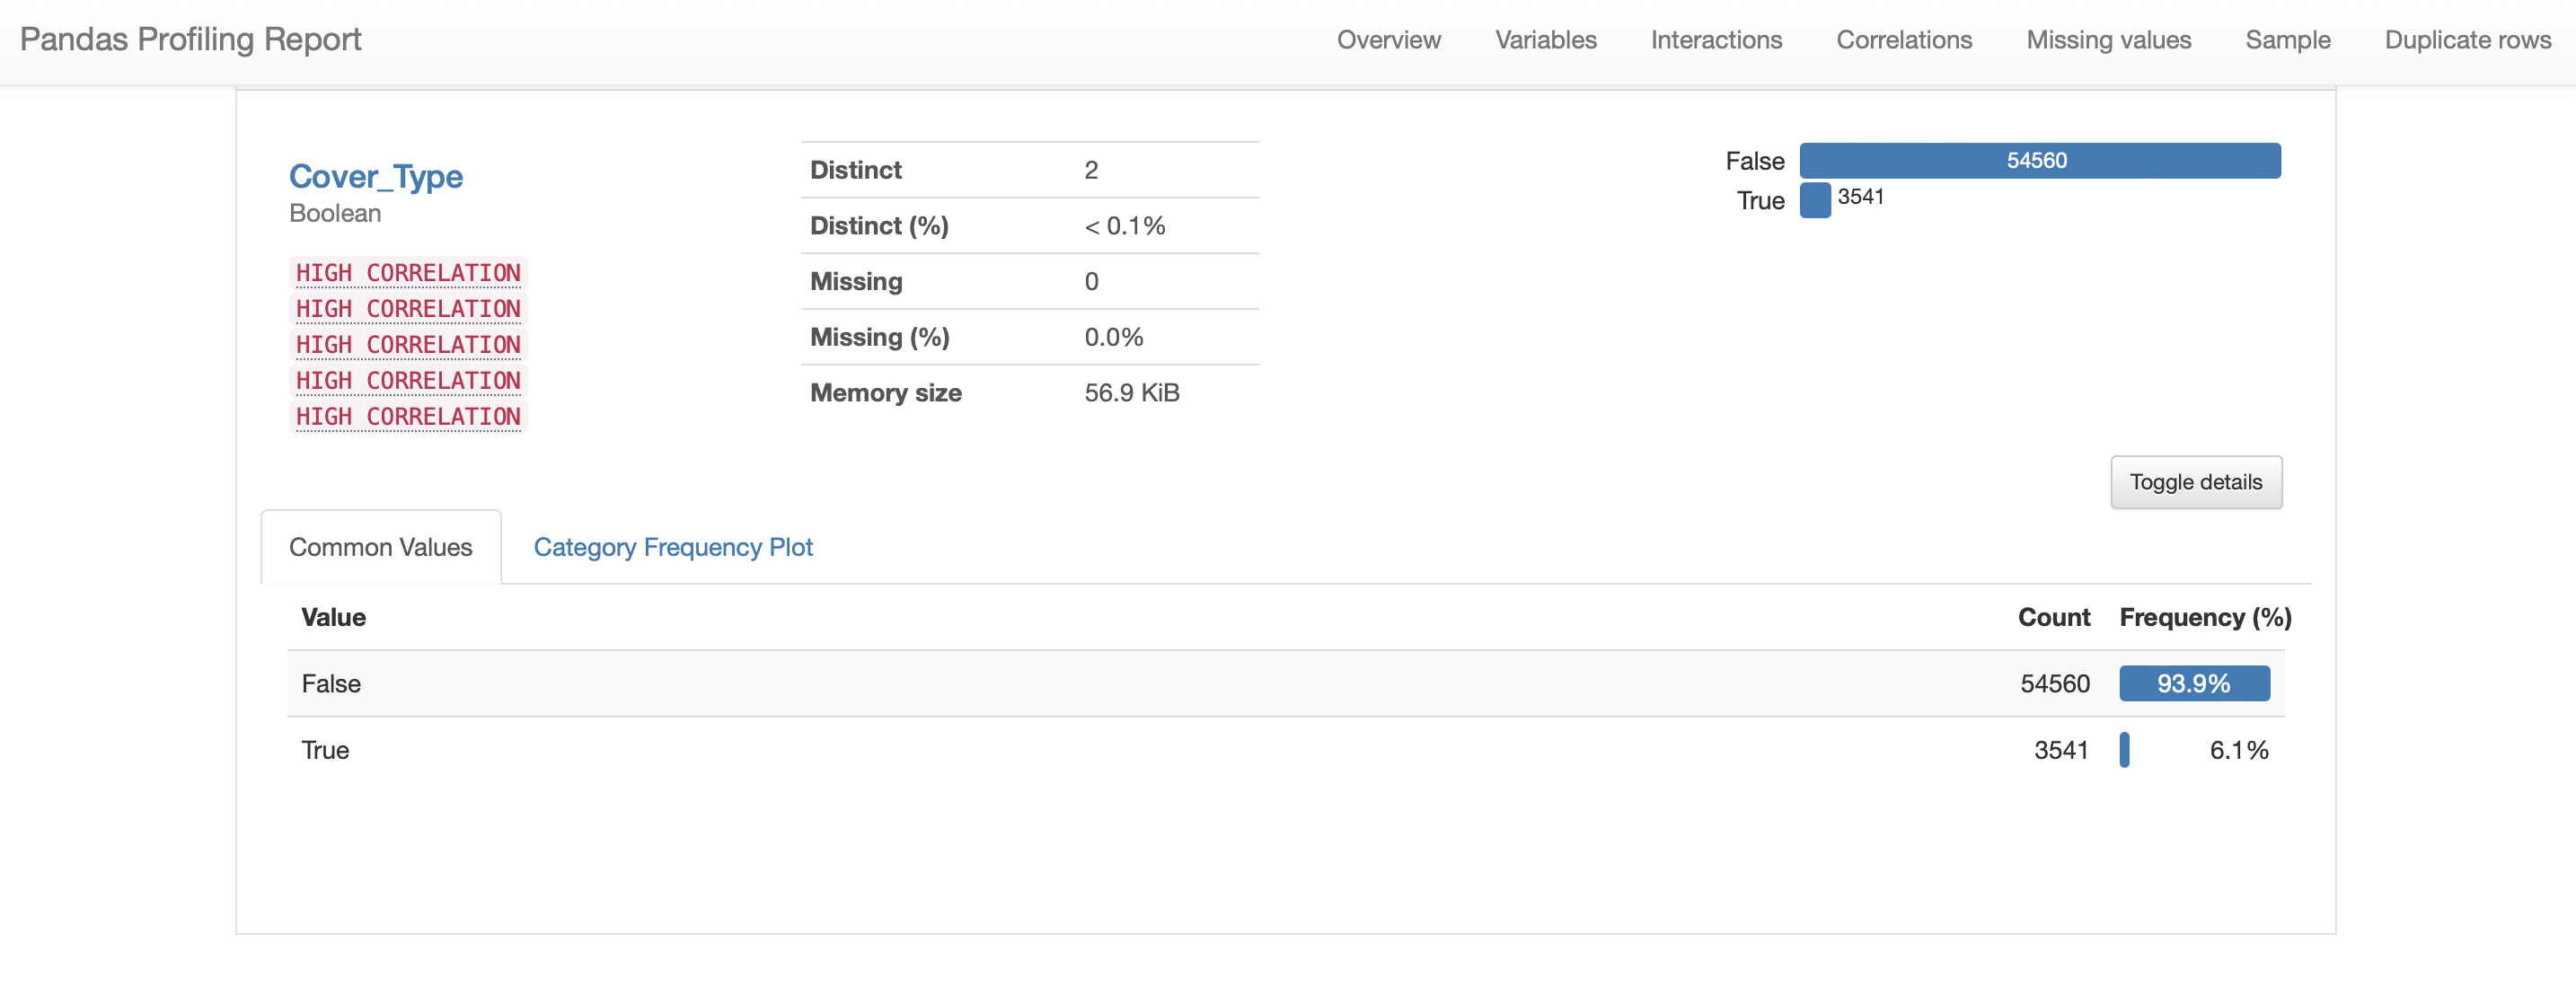 Pandas Profiling Report Overview Variables Interactions Correlations Missing values Sample Duplicate rows
Cover_Type
Boolean
HIGH CORRELATION
HIGH CORRELATION
HIGH CORRELATION
HIGH CORRELATION
HIGH CORRELATION
Distinct 2
Distinct (%) < 0.1%
Missing 0
Missing (%) 0.0%
Memory size 56.9 KiB
False 54560
True 3541
Toggle details
Common Values Category Frequency Plot
Value Count Frequency (%)
False 54560 93.9%
True 3541 6.1%